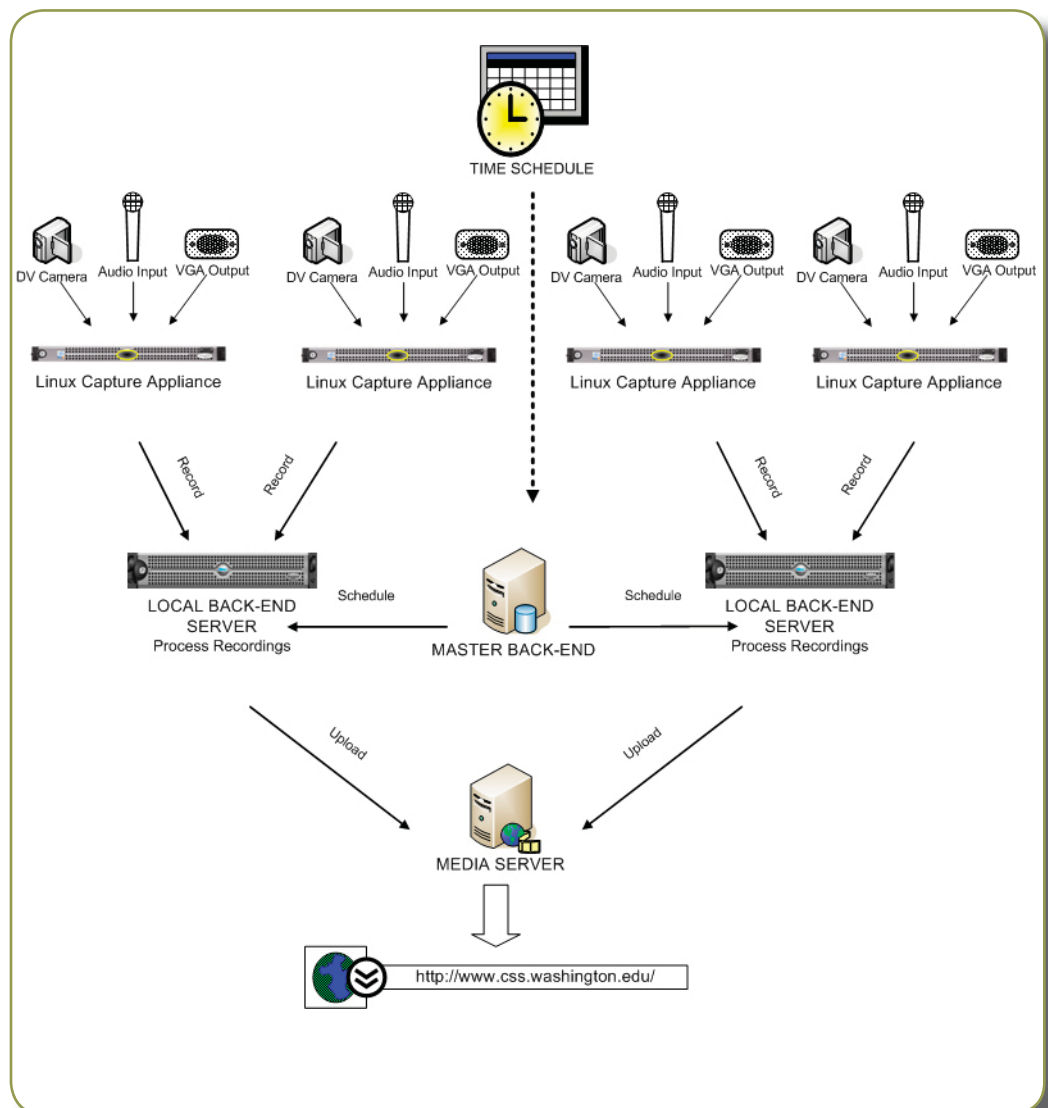 TIME SCHEDULE
DV Camera
Audio Input
VGA Output
DV Camera
Audio Input
VGA Output
DV Camera
Audio Input
VGA Output
DV Camera
Audio Input
VGA Output
Linux Capture Appliance
Linux Capture Appliance
Linux Capture Appliance
Linux Capture Appliance
Record
Record
Record
Record
LOCAL BACK-END
SERVER
Process Recordings
Schedule
MASTER BACK-END
Schedule
LOCAL BACK-END
SERVER
Process Recordings
Upload
Upload
MEDIA SERVER
http://www.css.washington.edu/